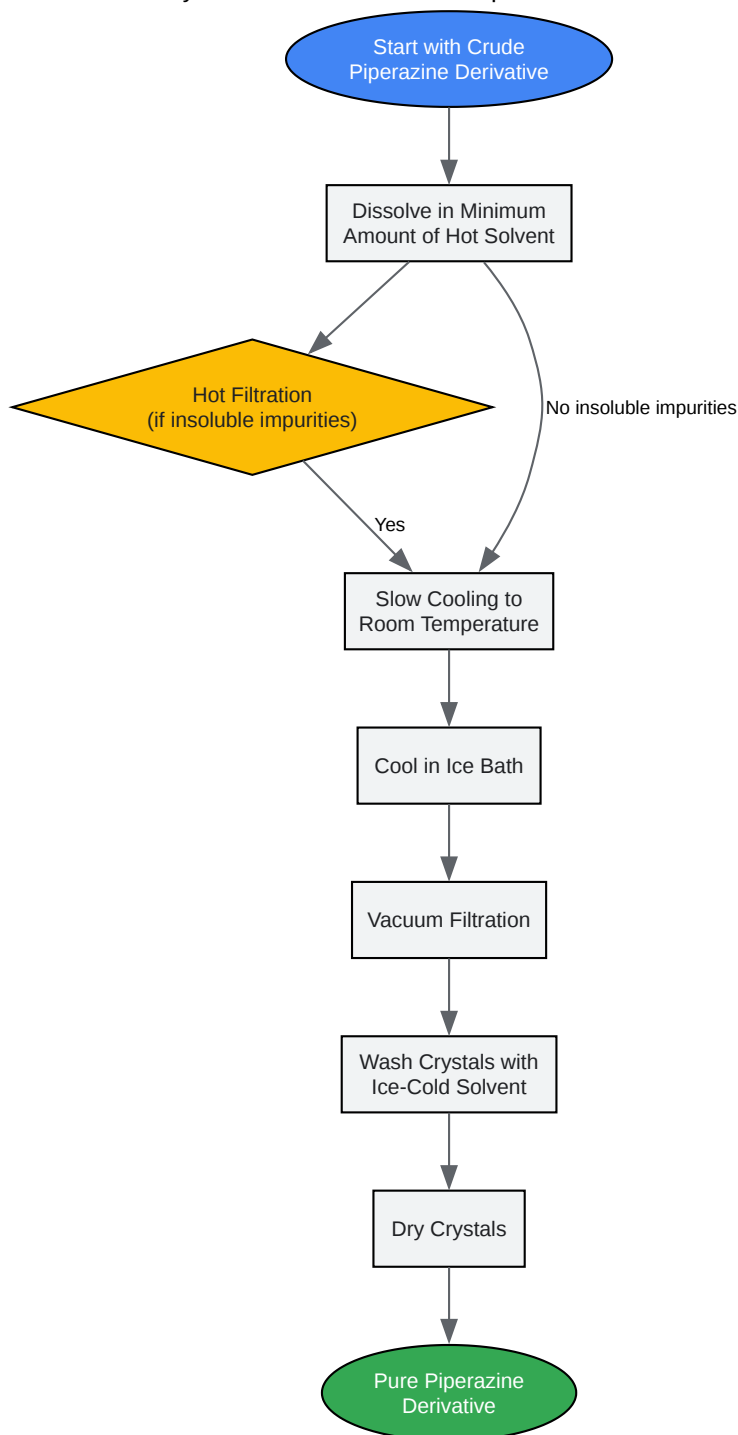 Start with Crude
Piperazine Derivative
Dissolve in Minimum
Amount of Hot Solvent
Hot Filtration
(if insoluble impurities)
No insoluble impurities
Yes
Slow Cooling to
Room Temperature
Cool in Ice Bath
Vacuum Filtration
Wash Crystals with
Ice-Cold Solvent
Dry Crystals
Pure Piperazine
Derivative